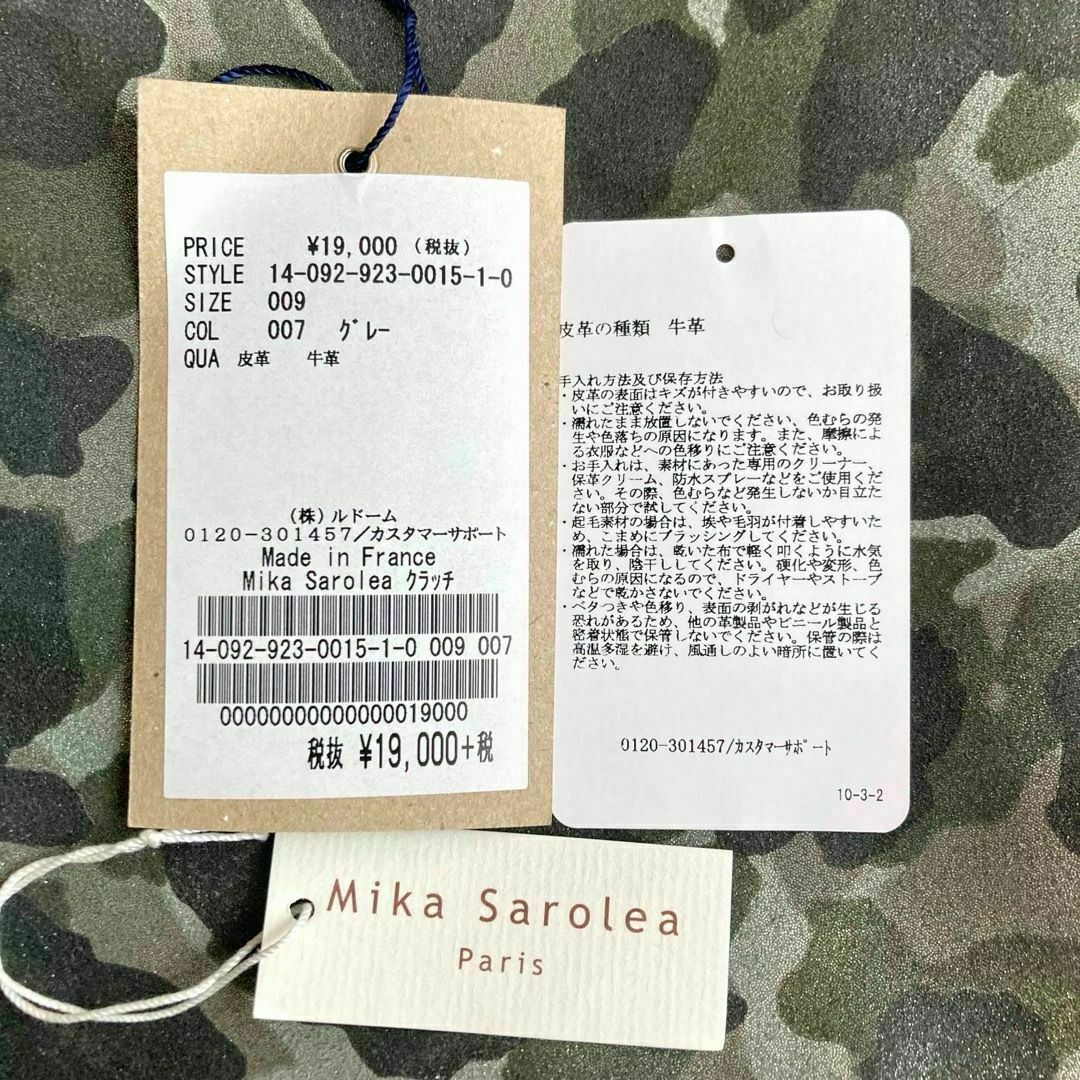 PRICE ¥19,000 (税抜)
STYLE 14-092-923-0015-1-0
SIZE 009
COL 007 グレー
QUA 皮革 牛革
(株)ルドーム
0120-301457/カスタマーサポート
Made in France
Mika Sarolea クラッチ
14-092-923-0015-1-0 009 007
00000000000000019000
税抜 ¥19,000+税
皮革の種類 牛革
手入れ方法及び保存方法
・皮革の表面はキズが付きやすいので、お取り扱
いにご注意ください。
・濡れたまま放置しないでください、色むらの発
生や色落ちの原因になります。また、摩擦によ
る衣服などへの色移りにご注意ください。
・お手入れは、素材にあった専用のクリーナー、
保革クリーム、防水スプレーなどをご使用くだ
さい。その際、色むらなど発生しないか目立た
ない部分で試してください。
・起毛素材の場合は、埃や毛羽が付着しやすいた
め、こまめにブラッシングしてください。
・濡れた場合は、乾いた布で軽く叩くように水気
を取り、陰干ししてください。硬化や変形、色
むらの原因になるので、ドライヤーやストーブ
などで乾かさないでください。
・ベタつきや色移り、表面の剥がれなどが生じる
恐れがあるため、他の革製品やビニール製品と
密着状態で保管しないでください。保管の際は
高温多湿を避け、風通しのよい暗所に置いてく
ださい。
0120-301457/カスタマーサポート
10-3-2
Mika Sarolea
Paris